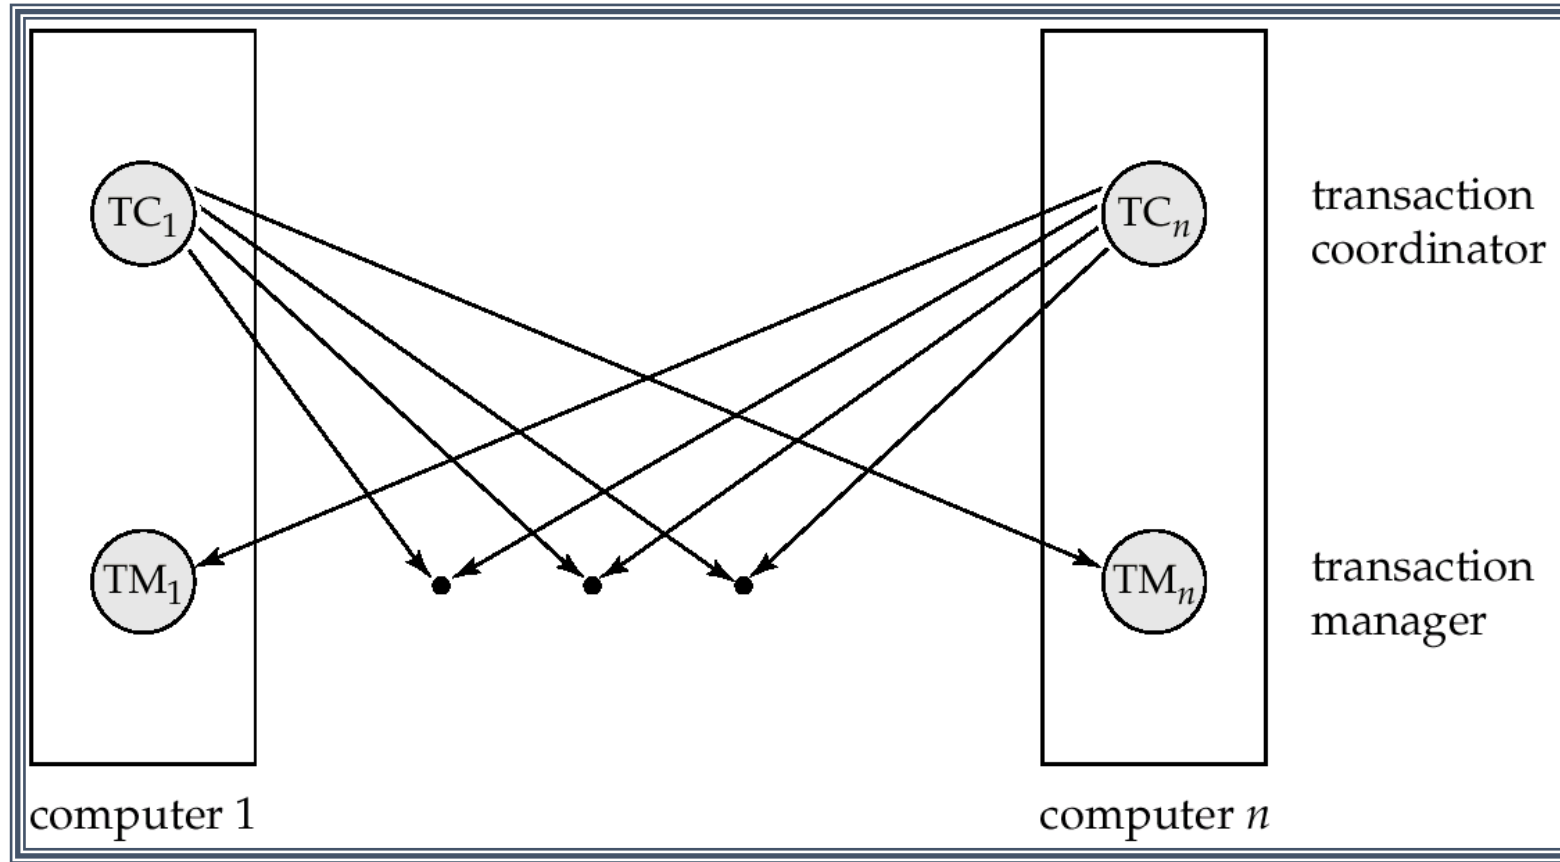 TC₁
TCₙ
transaction
coordinator
TM₁
TMₙ
transaction
manager
computer 1
computer n